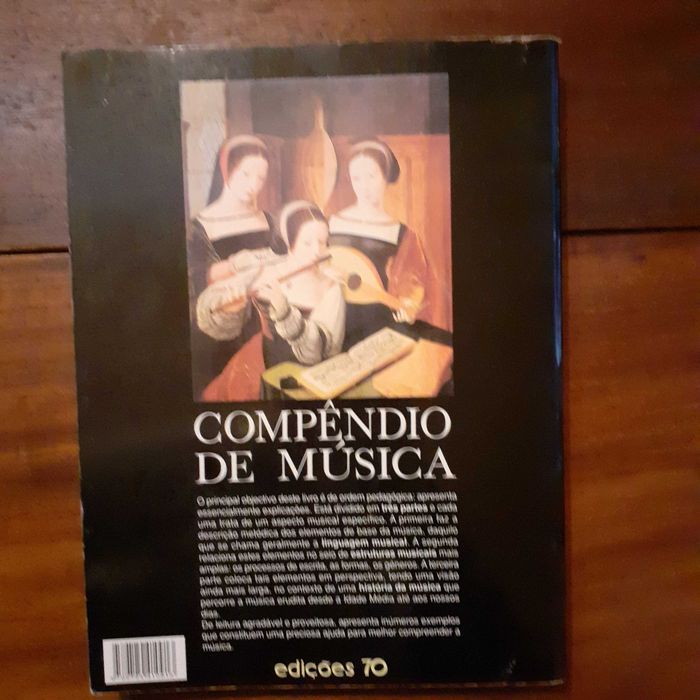 COMPÊNDIO
DE MÚSICA
O principal objectivo deste livro é de ordem pedagógica: apresenta
essencialmente explicações. Está dividido em três partes e cada
uma trata de um aspecto musical específico. A primeira faz a
descrição melódica dos elementos de base da música, daquilo
que se chama geralmente a linguagem musical. A segunda
relaciona estes elementos no seio de estruturas musicais mais
amplas: os processos de escrita, as formas, os géneros. A terceira
parte coloca tais elementos em perspectiva, tendo uma visão
ainda mais larga, no contexto de uma história da música que
percorre a música erudita desde a Idade Média até aos nossos
dias.
De leitura agradável e proveitosa, apresenta inúmeros exemplos
que constituem uma preciosa ajuda para melhor compreender a
música.
edições 70